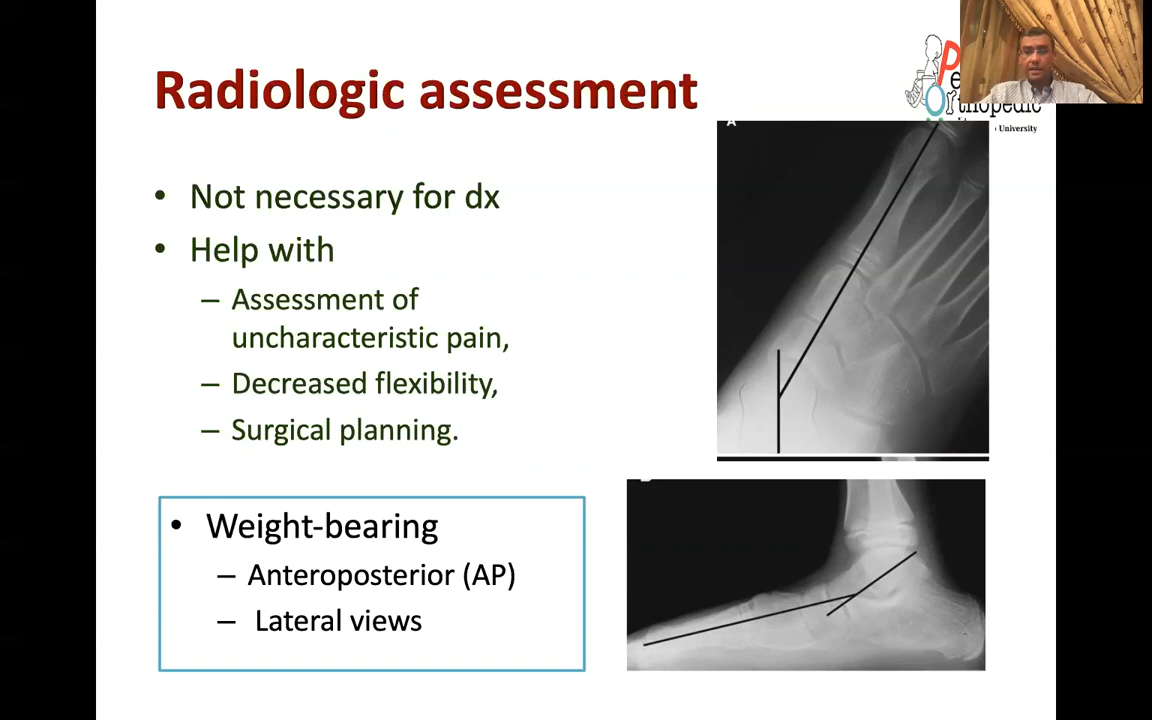 Radiologic assessment
• Not necessary for dx
• Help with
– Assessment of
uncharacteristic pain,
– Decreased flexibility,
– Surgical planning.
• Weight-bearing
– Anteroposterior (AP)
– Lateral views
University
A